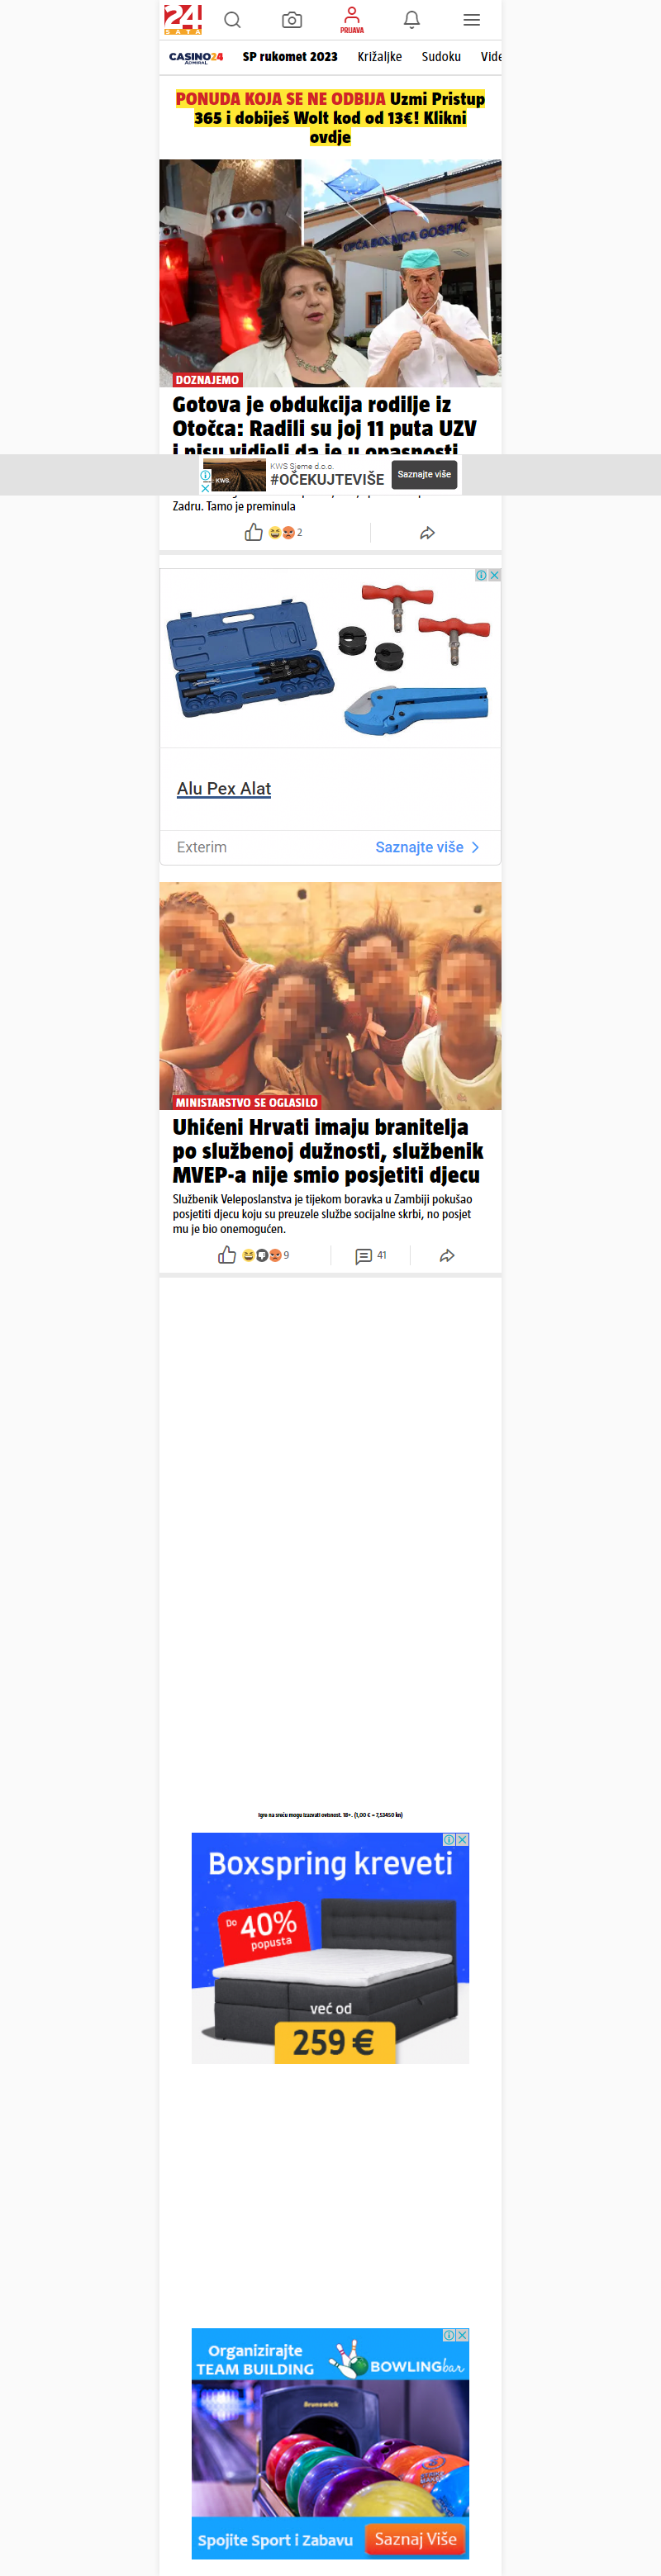 24
SATA
PRIJAVA
CASINO24
ADMIRAL
SP rukomet 2023
Križaljke
Sudoku
Vide
PONUDA KOJA SE NE ODBIJA Uzmi Pristup
365 i dobiješ Wolt kod od 13€! Klikni
ovdje
OPĆA BOLNICA GOSPIĆ
DOZNAJEMO
Gotova je obdukcija rodilje iz
Otočca: Radili su joj 11 puta UZV
i nisu vidjeli da je u opasnosti
KWS Sjeme d.o.o.
#OČEKUJTEVIŠE
Saznajte više
KWS
Zadru. Tamo je preminula
2
Alu Pex Alat
Exterim
Saznajte više
MINISTARSTVO SE OGLASILO
Uhićeni Hrvati imaju branitelja
po službenoj dužnosti, službenik
MVEP-a nije smio posjetiti djecu
Službenik Veleposlanstva je tijekom boravka u Zambiji pokušao
posjetiti djecu koju su preuzele službe socijalne skrbi, no posjet
mu je bio onemogućen.
9
41
Igre na sreću mogu izazvati ovisnost. 18+. (1,00 € = 7,53450 kn)
Boxspring kreveti
Do 40%
popusta
već od
259 €
Organizirajte
TEAM BUILDING
BOWLINGbar
Brunswick
Spojite Sport i Zabavu
Saznaj Više